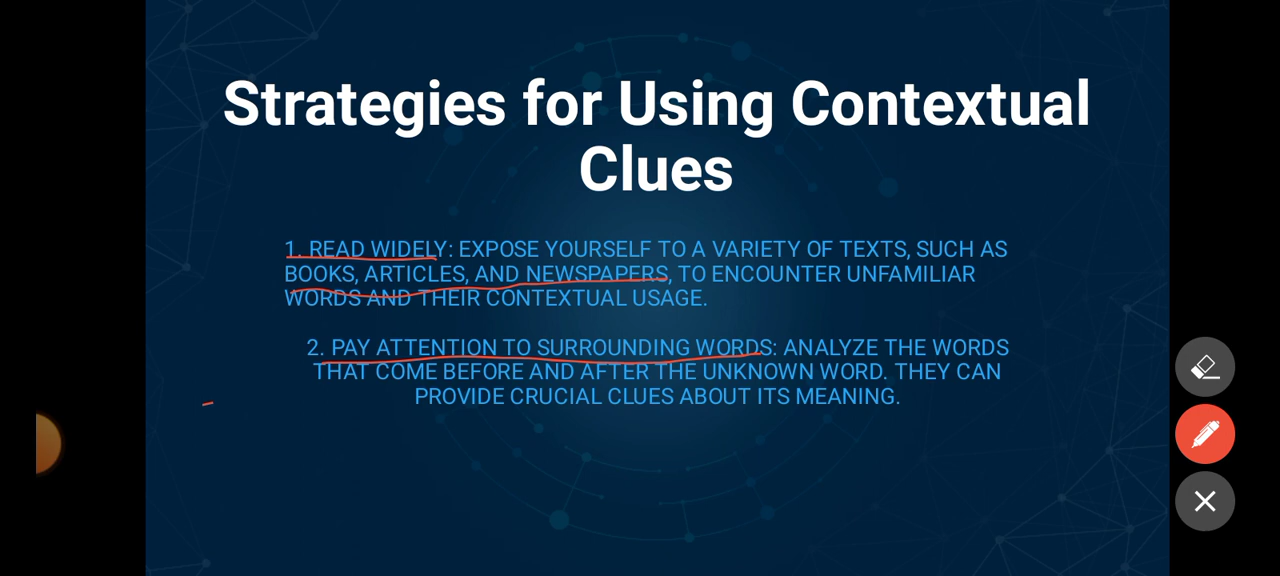 Strategies for Using Contextual
Clues
1. READ WIDELY: EXPOSE YOURSELF TO A VARIETY OF TEXTS, SUCH AS
BOOKS, ARTICLES, AND NEWSPAPERS, TO ENCOUNTER UNFAMILIAR
WORDS AND THEIR CONTEXTUAL USAGE.
2. PAY ATTENTION TO SURROUNDING WORDS: ANALYZE THE WORDS
THAT COME BEFORE AND AFTER THE UNKNOWN WORD. THEY CAN
PROVIDE CRUCIAL CLUES ABOUT ITS MEANING.